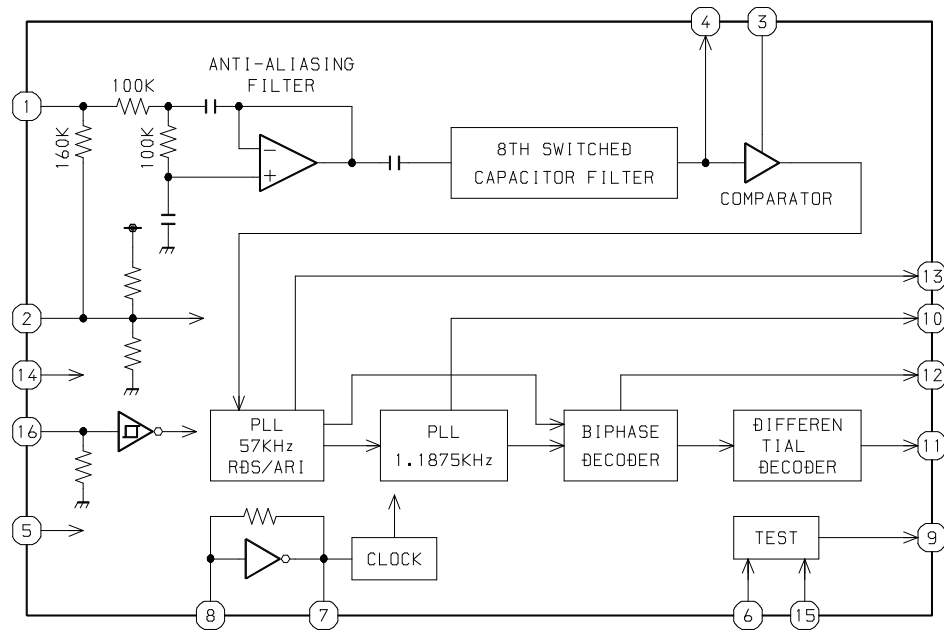 4
3
ANTI-ALIASING
FILTER
1
100K
160K
100K
−
+
8TH SWITCHED
CAPACITOR FILTER
COMPARATOR
13
2
10
14
12
16
PLL
57KHz
RDS/ARI
PLL
1.1875KHz
BIPHASE
DECODER
DIFFEREN
TIAL
DECODER
11
5
CLOCK
TEST
9
8
7
6
15